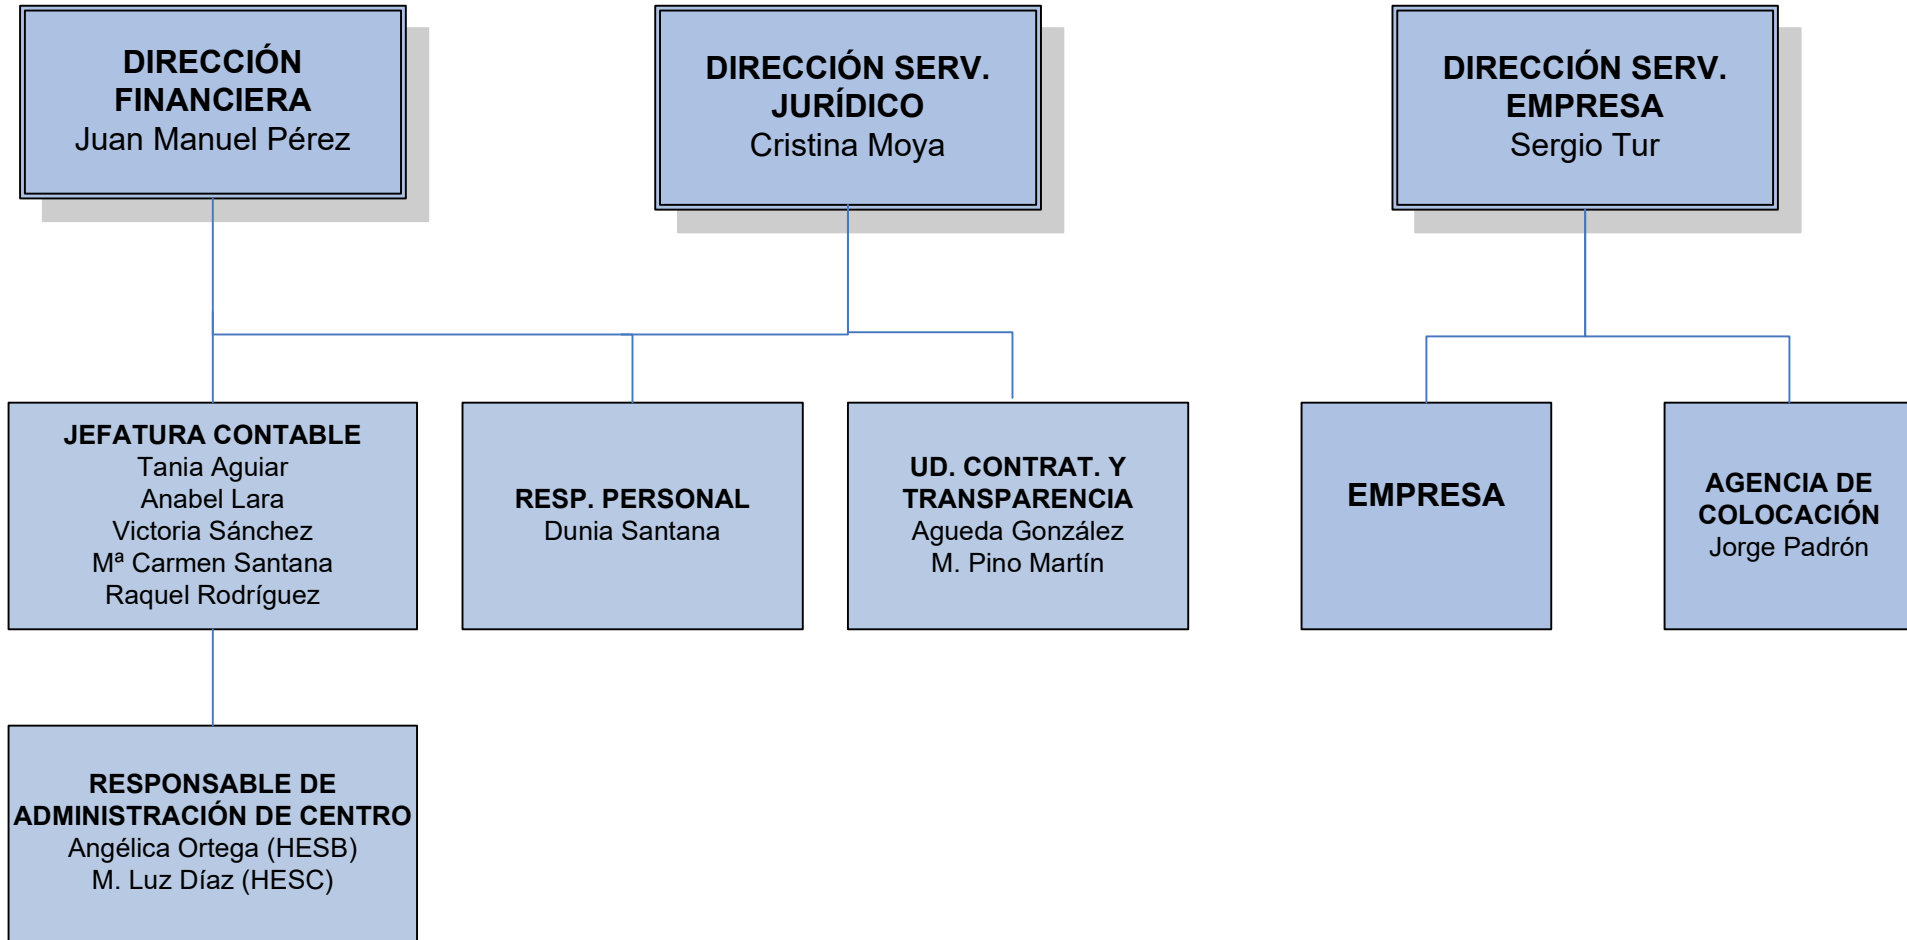 DIRECCIÓN
FINANCIERA
Juan Manuel Pérez
DIRECCIÓN SERV.
JURÍDICO
Cristina Moya
DIRECCIÓN SERV.
EMPRESA
Sergio Tur
JEFATURA CONTABLE
Tania Aguiar
Anabel Lara
Victoria Sánchez
Mª Carmen Santana
Raquel Rodríguez
RESP. PERSONAL
Dunia Santana
UD. CONTRAT. Y
TRANSPARENCIA
Agueda González
M. Pino Martín
EMPRESA
AGENCIA DE
COLOCACIÓN
Jorge Padrón
RESPONSABLE DE
ADMINISTRACIÓN DE CENTRO
Angélica Ortega (HESB)
M. Luz Díaz (HESC)